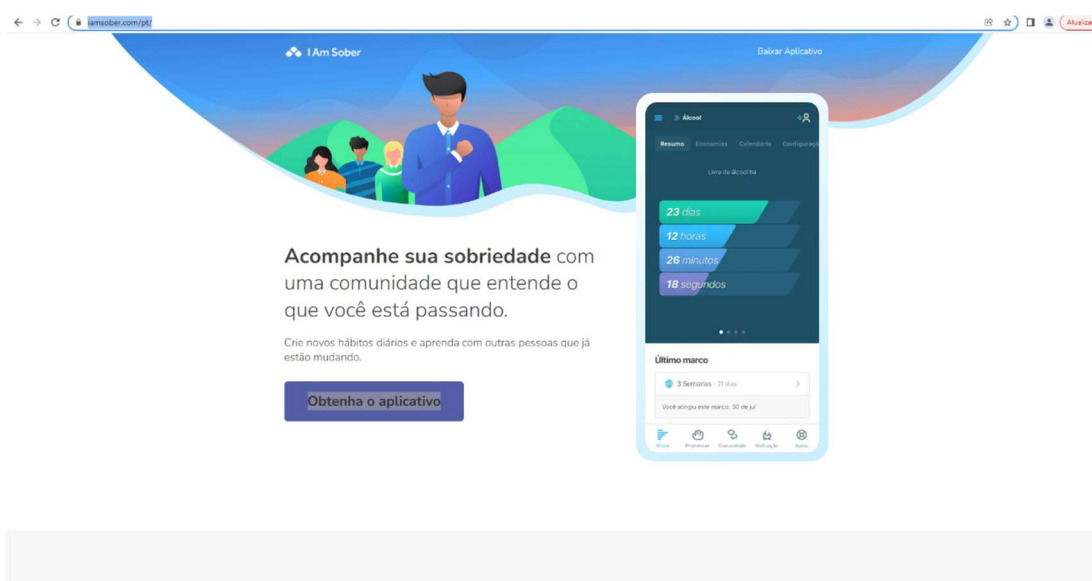 iamsober.com/pt/
I Am Sober
Baixar Aplicativo
Acompanhe sua sobriedade com
uma comunidade que entende o
que você está passando.
Crie novos hábitos diários e aprenda com outras pessoas que já
estão mudando.
Obtenha o aplicativo
Álcool
Resumo Economias Calendário Configuraçõ
Livre de álcool há
23 dias
12 horas
26 minutos
18 segundos
Último marco
3 Semanas - 21 dias
Você atingiu este marco: 30 de jul
Promessas Comunidade Motivação Apoio